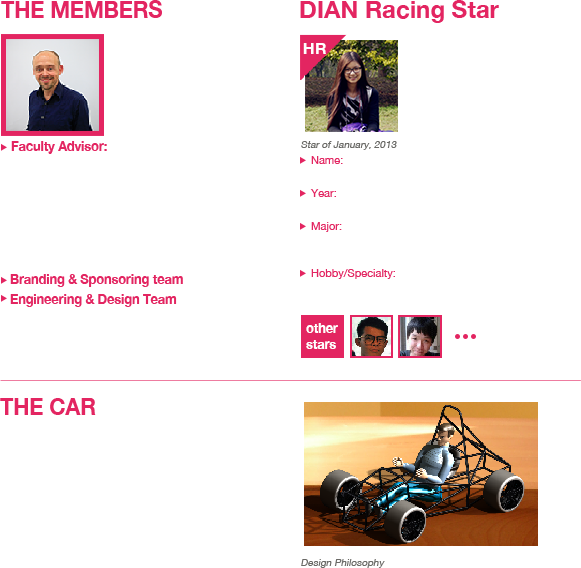 THE MEMBERS
Faculty Advisor:
Branding & Sponsoring team
Engineering & Design Team
DIAN Racing Star
HR
Star of January, 2013
Name:
Year:
Major:
Hobby/Specialty:
other
stars
THE CAR
Design Philosophy